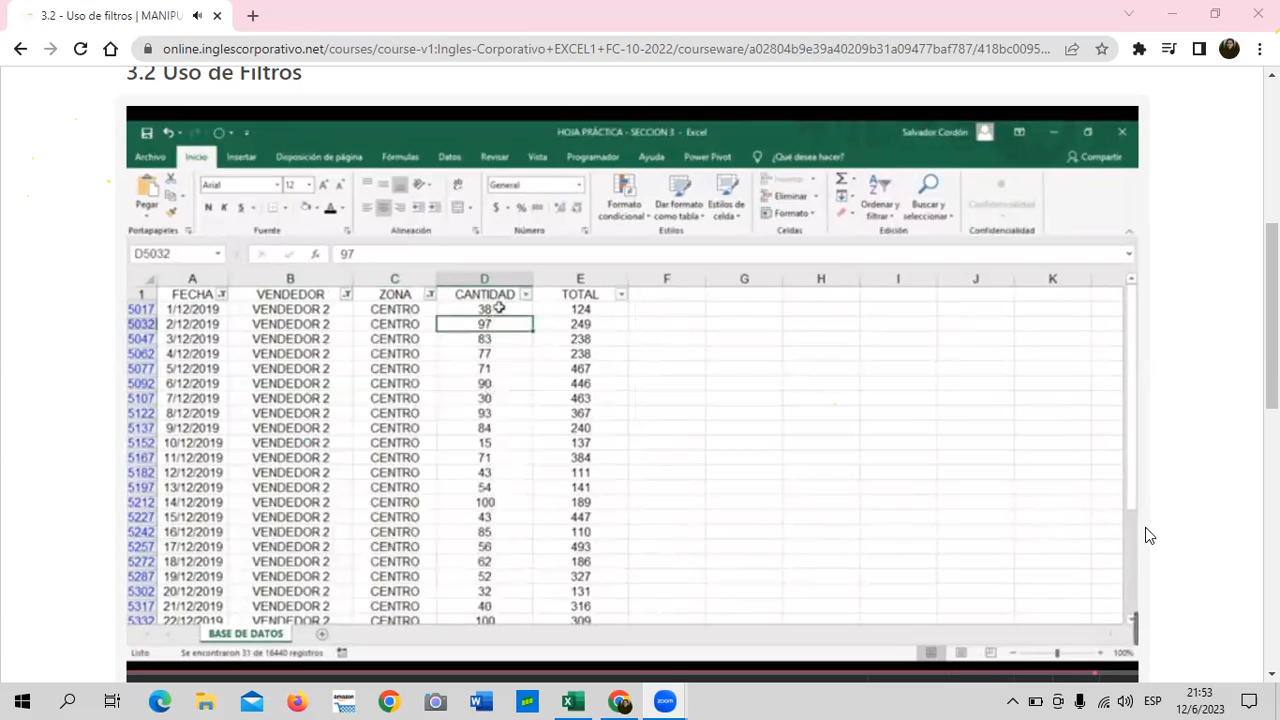 3.2 - Uso de filtros | MANIPU
online.inglescorporativo.net/courses/course-v1:Ingles-Corporativo+EXCEL1+FC-10-2022/courseware/a02804b9e39a40209b31a09477baf787/418bc0095...
3.2 Uso de Filtros
HOJA PRÁCTICA - SECCION 3 - Excel
Salvador Cordón
Archivo Inicio Insertar Disposición de página Fórmulas Datos Revisar Vista Programador Ayuda Power Pivot ¿Qué desea hacer? Compartir
Pegar
Arial 12
N K S
General
$ % 000
Formato condicional
Dar formato como tabla
Estilos de celda
Insertar
Eliminar
Formato
Ordenar y filtrar
Buscar y seleccionar
Confidencialidad
Portapapeles Fuente Alineación Número Estilos Celdas Edición Confidencialidad
D5032 fx 97
A B C D E F G H I J K
1 FECHA VENDEDOR ZONA CANTIDAD TOTAL
5017 1/12/2019 VENDEDOR 2 CENTRO 38 124
5032 2/12/2019 VENDEDOR 2 CENTRO 97 249
5047 3/12/2019 VENDEDOR 2 CENTRO 83 238
5062 4/12/2019 VENDEDOR 2 CENTRO 77 238
5077 5/12/2019 VENDEDOR 2 CENTRO 71 467
5092 6/12/2019 VENDEDOR 2 CENTRO 90 446
5107 7/12/2019 VENDEDOR 2 CENTRO 30 463
5122 8/12/2019 VENDEDOR 2 CENTRO 93 367
5137 9/12/2019 VENDEDOR 2 CENTRO 84 240
5152 10/12/2019 VENDEDOR 2 CENTRO 15 137
5167 11/12/2019 VENDEDOR 2 CENTRO 71 384
5182 12/12/2019 VENDEDOR 2 CENTRO 43 111
5197 13/12/2019 VENDEDOR 2 CENTRO 54 141
5212 14/12/2019 VENDEDOR 2 CENTRO 100 189
5227 15/12/2019 VENDEDOR 2 CENTRO 43 447
5242 16/12/2019 VENDEDOR 2 CENTRO 85 110
5257 17/12/2019 VENDEDOR 2 CENTRO 56 493
5272 18/12/2019 VENDEDOR 2 CENTRO 62 186
5287 19/12/2019 VENDEDOR 2 CENTRO 52 327
5302 20/12/2019 VENDEDOR 2 CENTRO 32 131
5317 21/12/2019 VENDEDOR 2 CENTRO 40 316
5332 22/12/2019 VENDEDOR 2 CENTRO 100 309
BASE DE DATOS
Listo Se encontraron 31 de 16440 registros 100%
amazon
zoom
ESP
21:53
12/6/2023